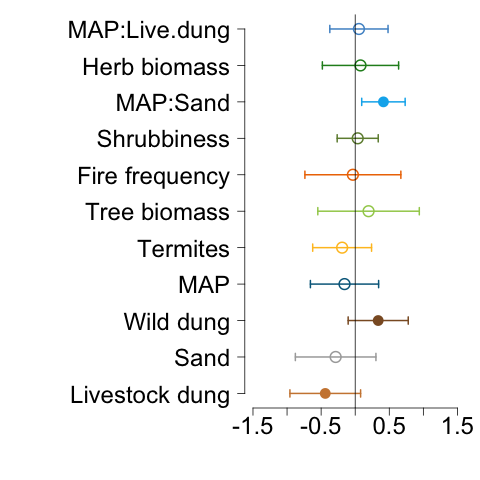 MAP:Live.dung
Herb biomass
MAP:Sand
Shrubbiness
Fire frequency
Tree biomass
Termites
MAP
Wild dung
Sand
Livestock dung
-1.5 -0.5 0.5 1.5